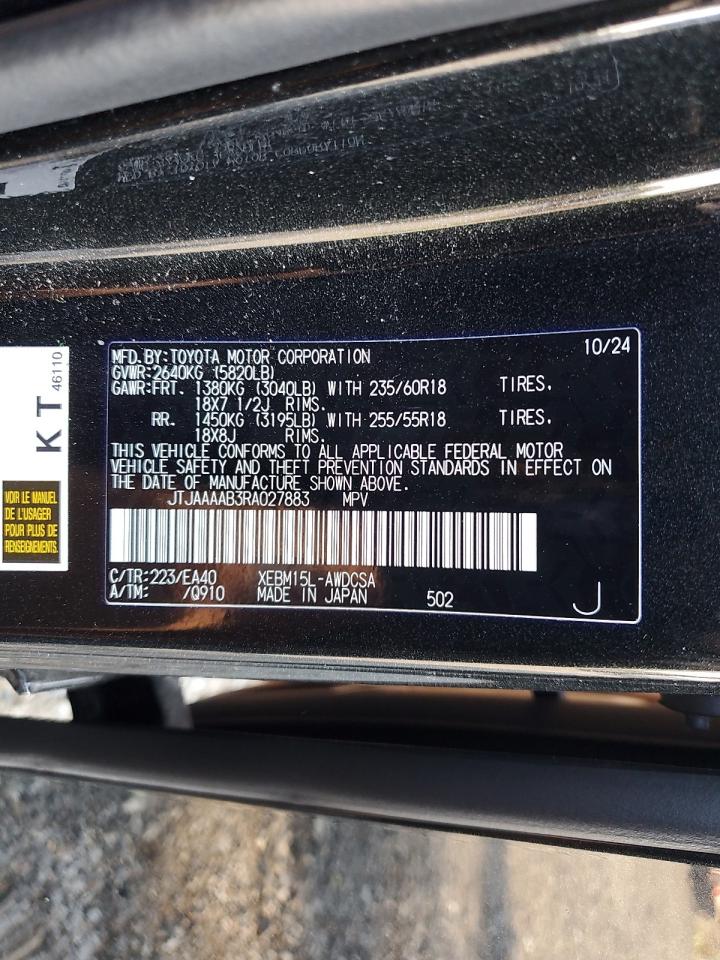 MFD. BY: TOYOTA MOTOR CORPORATION 10/24
GVWR: 2640KG (5820LB)
GAWR: FRT. 1380KG (3040LB) WITH 235/60R18 TIRES,
18X7 1/2J RIMS.
RR. 1450KG (3195LB) WITH 255/55R18 TIRES,
18X8J RIMS.
THIS VEHICLE CONFORMS TO ALL APPLICABLE FEDERAL MOTOR
VEHICLE SAFETY AND THEFT PREVENTION STANDARDS IN EFFECT ON
THE DATE OF MANUFACTURE SHOWN ABOVE.
JTJAAAAB3RA027883 MPV
C/TR: 223/EA40 XEBM15L-AWDCSA
A/TM: /Q910 MADE IN JAPAN 502 J
KT 46110
VOIR LE MANUEL
DE L'USAGER
POUR PLUS DE
RENSEIGNEMENTS.